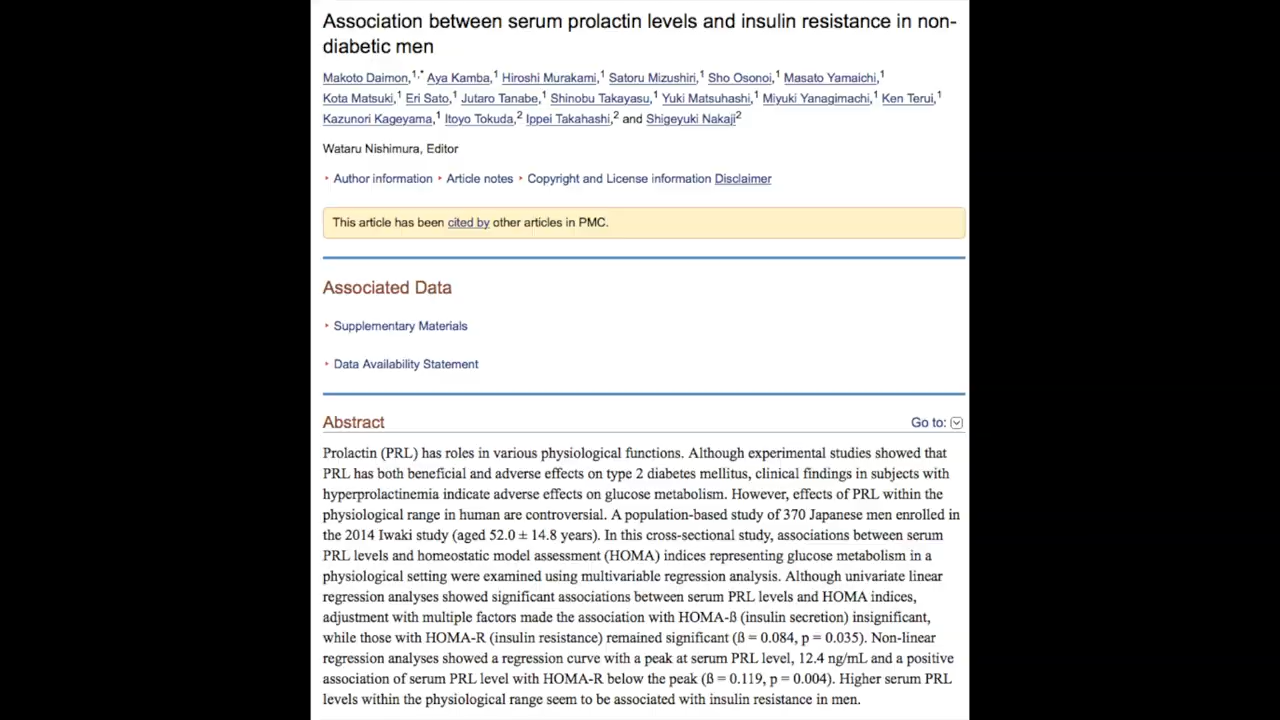 Association between serum prolactin levels and insulin resistance in non-
diabetic men
Makoto Daimon,1,* Aya Kamba,1 Hiroshi Murakami,1 Satoru Mizushiri,1 Sho Osonoi,1 Masato Yamaichi,1
Kota Matsuki,1 Eri Sato,1 Jutaro Tanabe,1 Shinobu Takayasu,1 Yuki Matsuhashi,1 Miyuki Yanagimachi,1 Ken Terui,1
Kazunori Kageyama,1 Itoyo Tokuda,2 Ippei Takahashi,2 and Shigeyuki Nakaji2
Wataru Nishimura, Editor
Author information Article notes Copyright and License information Disclaimer
This article has been cited by other articles in PMC.
Associated Data
Supplementary Materials
Data Availability Statement
Abstract Go to:
Prolactin (PRL) has roles in various physiological functions. Although experimental studies showed that
PRL has both beneficial and adverse effects on type 2 diabetes mellitus, clinical findings in subjects with
hyperprolactinemia indicate adverse effects on glucose metabolism. However, effects of PRL within the
physiological range in human are controversial. A population-based study of 370 Japanese men enrolled in
the 2014 Iwaki study (aged 52.0 ± 14.8 years). In this cross-sectional study, associations between serum
PRL levels and homeostatic model assessment (HOMA) indices representing glucose metabolism in a
physiological setting were examined using multivariable regression analysis. Although univariate linear
regression analyses showed significant associations between serum PRL levels and HOMA indices,
adjustment with multiple factors made the association with HOMA-ß (insulin secretion) insignificant,
while those with HOMA-R (insulin resistance) remained significant (ß = 0.084, p = 0.035). Non-linear
regression analyses showed a regression curve with a peak at serum PRL level, 12.4 ng/mL and a positive
association of serum PRL level with HOMA-R below the peak (ß = 0.119, p = 0.004). Higher serum PRL
levels within the physiological range seem to be associated with insulin resistance in men.